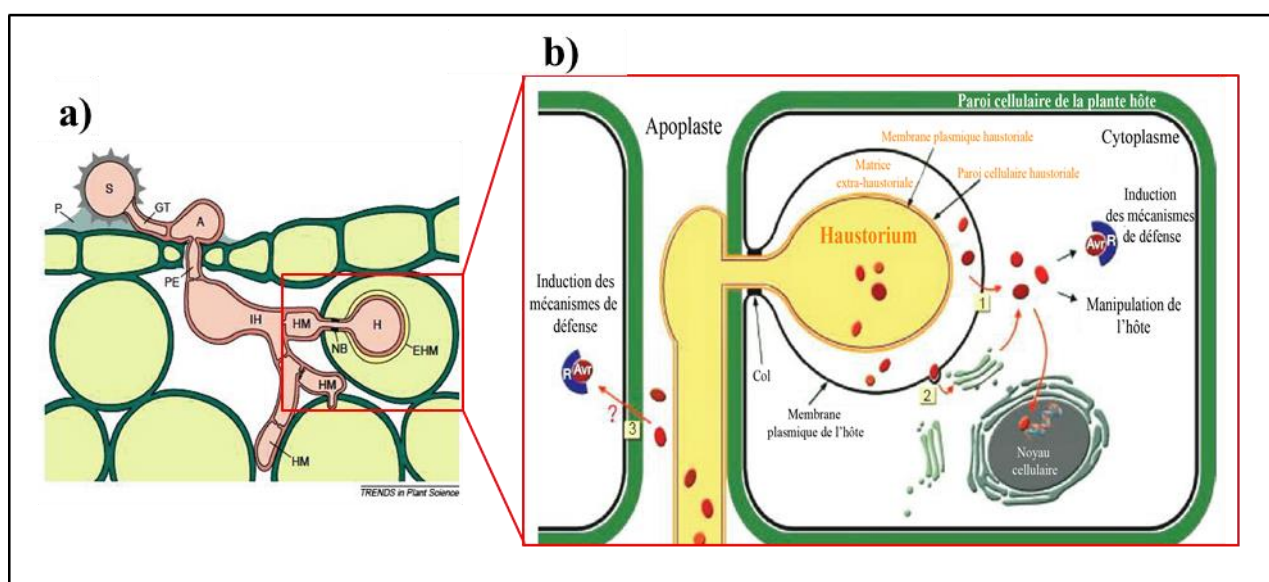 a)
S
P
GT
A
PE
IH
HM
H
NB
EHM
HM
HM
TRENDS in Plant Science
b)
Paroi cellulaire de la plante hôte
Apoplaste
Cytoplasme
Membrane plasmique haustoriale
Matrice
extra-haustoriale
Paroi cellulaire haustoriale
Haustorium
Induction
des mécanismes
de défense
Avr
R
1
Manipulation de
l'hôte
Induction des
mécanismes de
défense
R
Avr
?
3
Col
Membrane
plasmique de l'hôte
2
Noyau
cellulaire